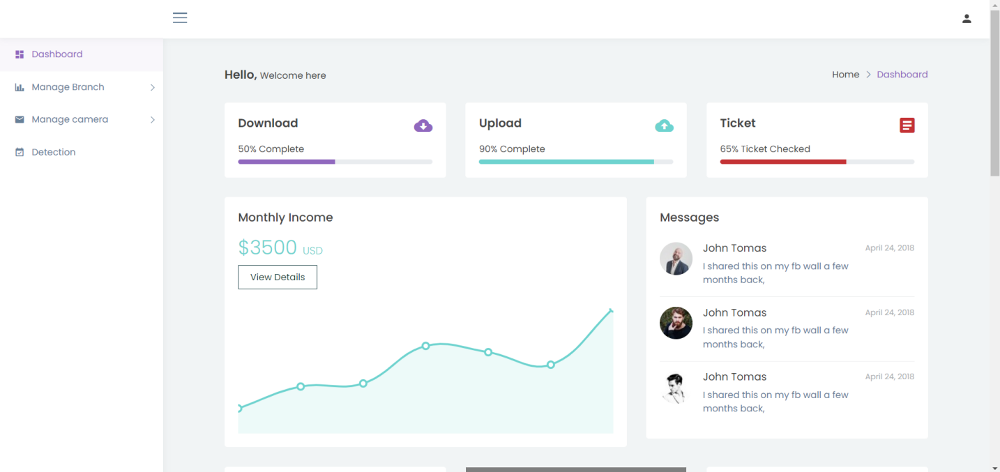 Dashboard
Manage Branch
Manage camera
Detection
Hello, Welcome here
Home > Dashboard
Download
50% Complete
Upload
90% Complete
Ticket
65% Ticket Checked
Monthly Income
$3500 USD
View Details
Messages
John Tomas
April 24, 2018
I shared this on my fb wall a few
months back,
John Tomas
April 24, 2018
I shared this on my fb wall a few
months back,
John Tomas
April 24, 2018
I shared this on my fb wall a few
months back,